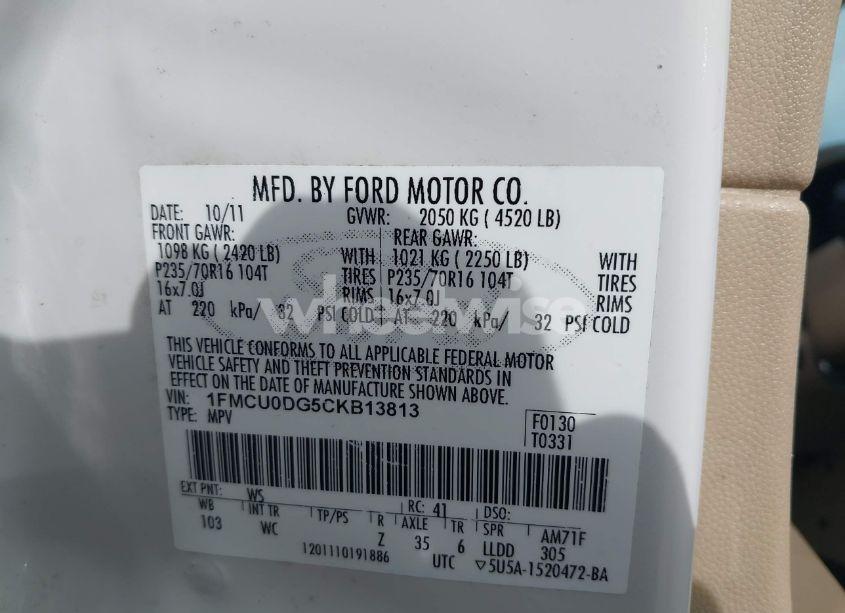 MFD. BY FORD MOTOR CO.
DATE: 10/11 GVWR: 2050 KG ( 4520 LB)
FRONT GAWR: REAR GAWR:
1098 KG ( 2420 LB) WITH 1021 KG ( 2250 LB) WITH
P235/70R16 104T TIRES P235/70R16 104T TIRES
16x7.0J RIMS 16x7.0J RIMS
AT 220 kPa/ 32 PSI COLD AT 220 kPa/ 32 PSI COLD
wheelwise
THIS VEHICLE CONFORMS TO ALL APPLICABLE FEDERAL MOTOR
VEHICLE SAFETY AND THEFT PREVENTION STANDARDS IN
EFFECT ON THE DATE OF MANUFACTURE SHOWN ABOVE.
VIN: 1FMCU0DG5CKB13813
TYPE: MPV
F0130
T0331
EXT PNT: WS RC: 41 DSO:
WB INT TR TP/PS R AXLE TR SPR AM71F
103 WC Z 35 6 LLDD 305
1201110191886 UTC ▽5U5A-1520472-BA